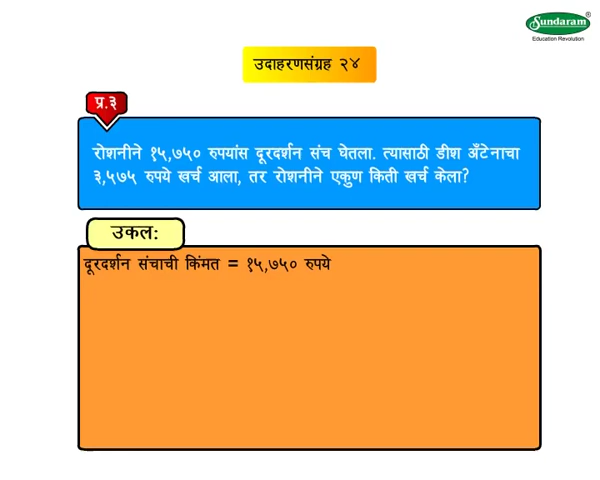 Sundaram
Education Revolution
उदाहरणसंग्रह २४
प्र.३
रोशनीने १५,७५० रुपयांस दूरदर्शन संच घेतला. त्यासाठी डीश अँटेनाचा
३,५७५ रुपये खर्च आला, तर रोशनीने एकुण किती खर्च केला?
उकल:
दूरदर्शन संचाची किंमत = १५,७५० रुपये